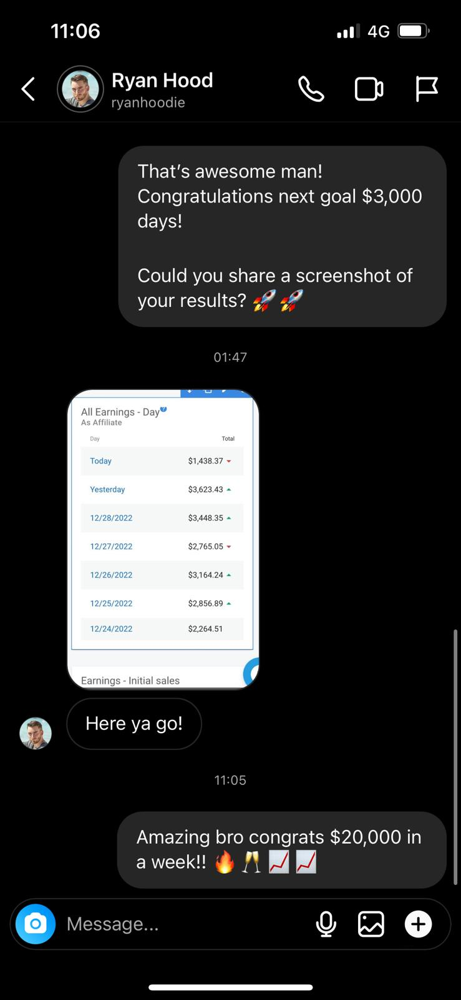 11:06
4G
Ryan Hood
ryanhoodie
That’s awesome man!
Congratulations next goal $3,000
days!
Could you share a screenshot of
your results? 🚀 🚀
01:47
All Earnings - Day?
As Affiliate
Day Total
Today $1,438.37
Yesterday $3,623.43
12/28/2022 $3,448.35
12/27/2022 $2,765.05
12/26/2022 $3,164.24
12/25/2022 $2,856.89
12/24/2022 $2,264.51
Earnings - Initial sales
Here ya go!
11:05
Amazing bro congrats $20,000 in
a week!! 🔥 🥂 📈 📈
Message...